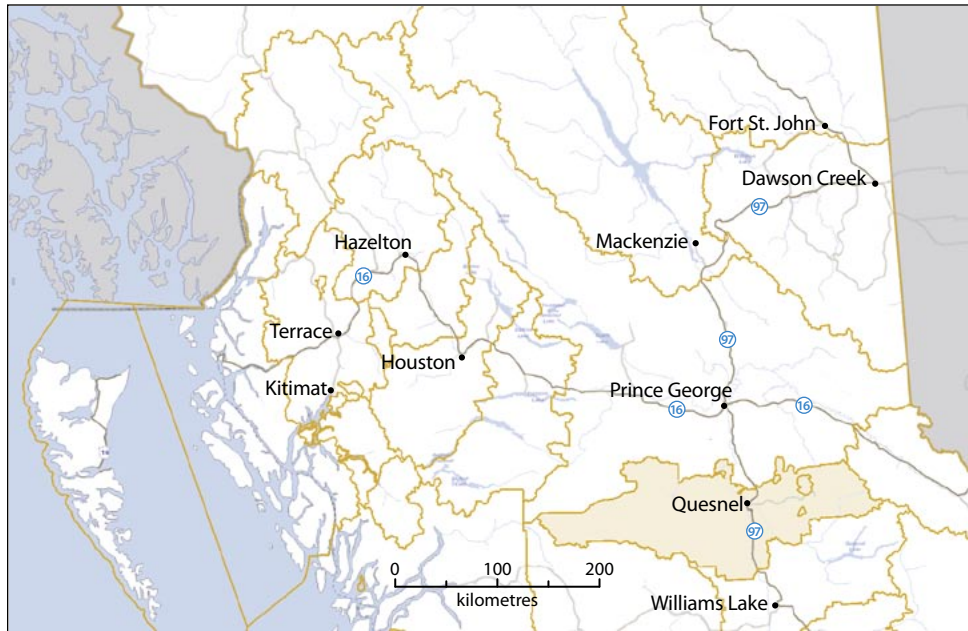 Fort St. John
Dawson Creek
97
Mackenzie
Hazelton
16
Terrace
97
Houston
Kitimat
Prince George
16
16
Quesnel
97
0 100 200
kilometres
Williams Lake